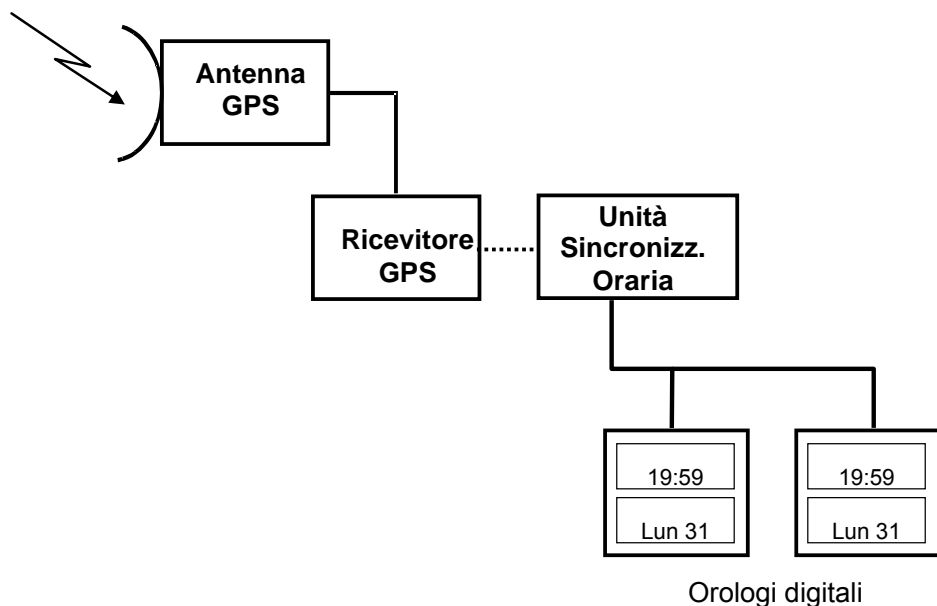 Antenna
GPS
Ricevitore
GPS
Unità
Sincronizz.
Oraria
19:59
Lun 31
19:59
Lun 31
Orologi digitali